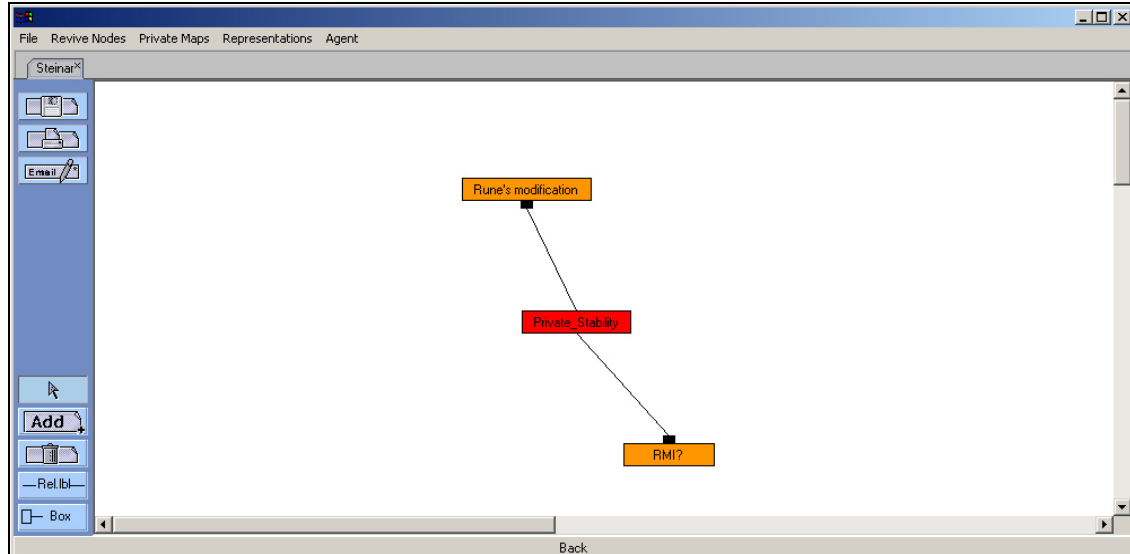 File Revive Nodes Private Maps Representations Agent
Steinar×
Email
Rune's modification
Private_Stability
Add
RMI?
Rel.lbl
Box
Back